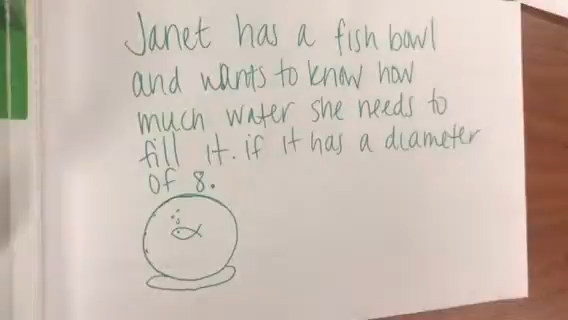 Janet has a fish bowl
and wants to know how
much water she needs to
fill it. if it has a diameter
of 8.